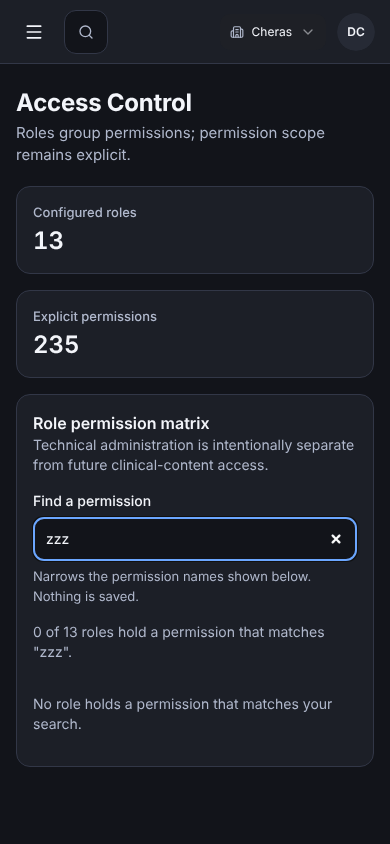 Cheras
DC
Access Control
Roles group permissions; permission scope
remains explicit.
Configured roles
13
Explicit permissions
235
Role permission matrix
Technical administration is intentionally separate
from future clinical-content access.
Find a permission
zzz
Narrows the permission names shown below.
Nothing is saved.
0 of 13 roles hold a permission that matches
"zzz".
No role holds a permission that matches your
search.